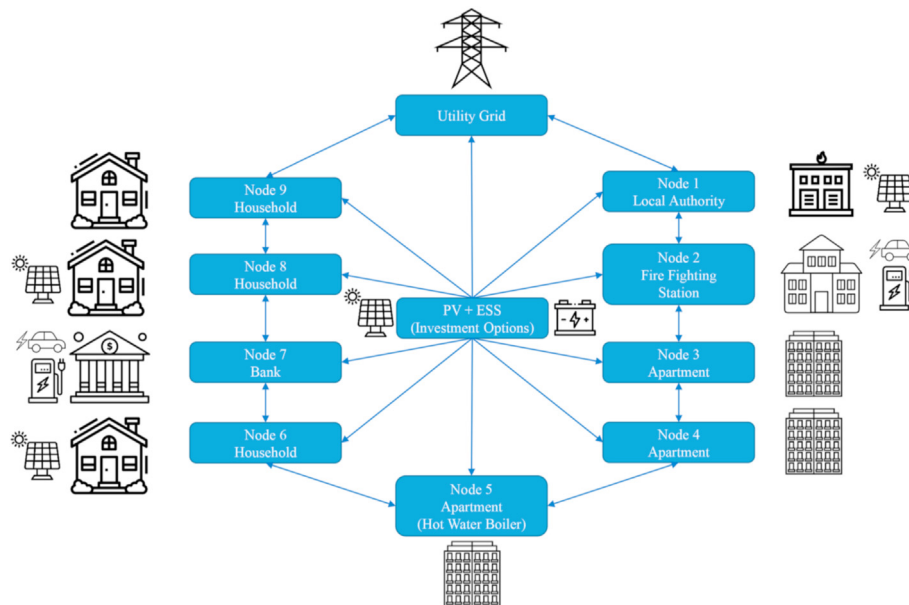 Utility Grid
Node 9
Household
Node 1
Local Authority
Node 8
Household
Node 2
Fire Fighting
Station
PV + ESS
(Investment Options)
Node 7
Bank
Node 3
Apartment
Node 6
Household
Node 4
Apartment
Node 5
Apartment
(Hot Water Boiler)